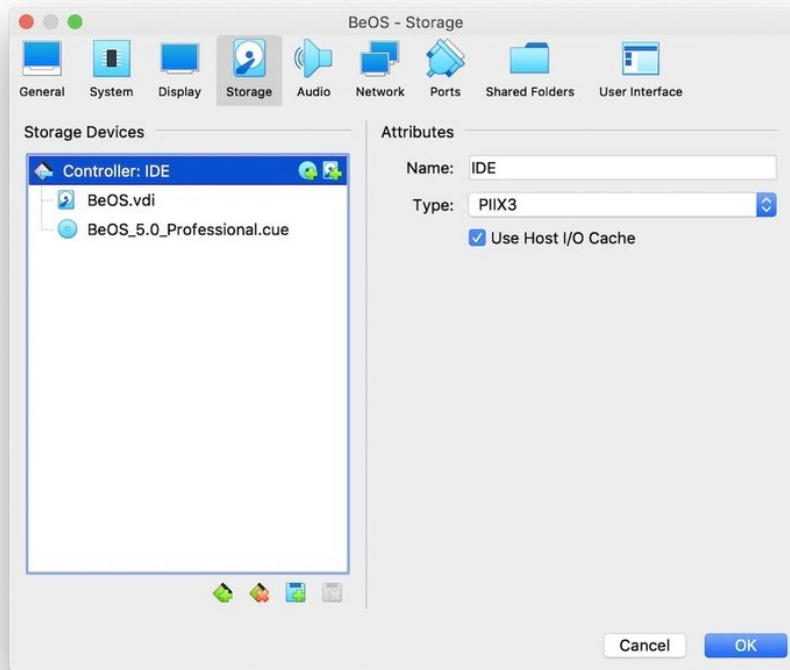 BeOS - Storage
General System Display Storage Audio Network Ports Shared Folders User Interface
Storage Devices
Controller: IDE
BeOS.vdi
BeOS_5.0_Professional.cue
Attributes
Name: IDE
Type: PIIX3
Use Host I/O Cache
Cancel OK